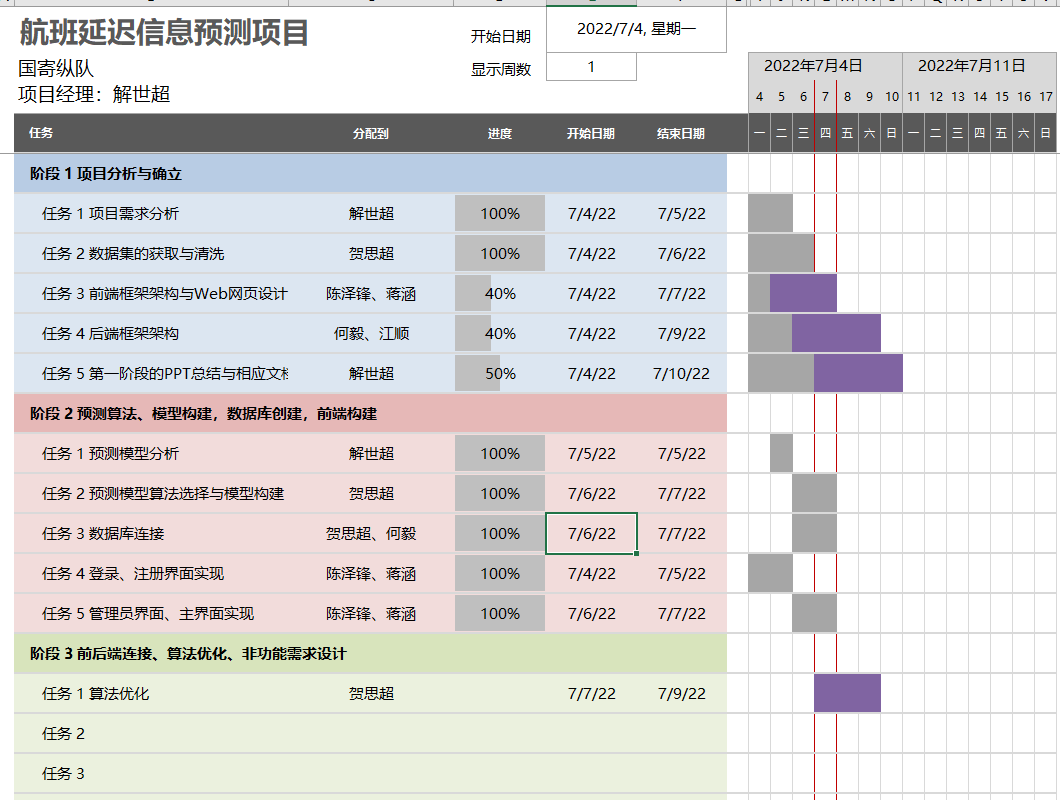 航班延迟信息预测项目
国寄纵队
项目经理：解世超
开始日期 2022/7/4, 星期一
显示周数 1
2022年7月4日 2022年7月11日
4 5 6 7 8 9 10 11 12 13 14 15 16 17
任务 分配到 进度 开始日期 结束日期 一 二 三 四 五 六 日 一 二 三 四 五 六 日
阶段 1 项目分析与确立
任务 1 项目需求分析 解世超 100% 7/4/22 7/5/22
任务 2 数据集的获取与清洗 贺思超 100% 7/4/22 7/6/22
任务 3 前端框架架构与Web网页设计 陈泽锋、蒋涵 40% 7/4/22 7/7/22
任务 4 后端框架架构 何毅、江顺 40% 7/4/22 7/9/22
任务 5 第一阶段的PPT总结与相应文 解世超 50% 7/4/22 7/10/22
阶段 2 预测算法、模型构建，数据库创建，前端构建
任务 1 预测模型分析 解世超 100% 7/5/22 7/5/22
任务 2 预测模型算法选择与模型构建 贺思超 100% 7/6/22 7/7/22
任务 3 数据库连接 贺思超、何毅 100% 7/6/22 7/7/22
任务 4 登录、注册界面实现 陈泽锋、蒋涵 100% 7/4/22 7/5/22
任务 5 管理员界面、主界面实现 陈泽锋、蒋涵 100% 7/6/22 7/7/22
阶段 3 前后端连接、算法优化、非功能需求设计
任务 1 算法优化 贺思超 7/7/22 7/9/22
任务 2
任务 3